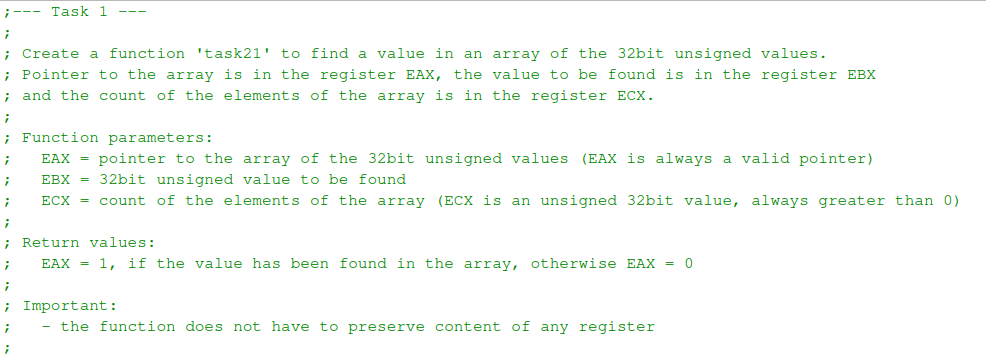 ;--- Task 1 ---
;
; Create a function 'task21' to find a value in an array of the 32bit unsigned values.
; Pointer to the array is in the register EAX, the value to be found is in the register EBX
; and the count of the elements of the array is in the register ECX.
;
; Function parameters:
;   EAX = pointer to the array of the 32bit unsigned values (EAX is always a valid pointer)
;   EBX = 32bit unsigned value to be found
;   ECX = count of the elements of the array (ECX is an unsigned 32bit value, always greater than 0)
;
; Return values:
;   EAX = 1, if the value has been found in the array, otherwise EAX = 0
;
; Important:
;   - the function does not have to preserve content of any register
;